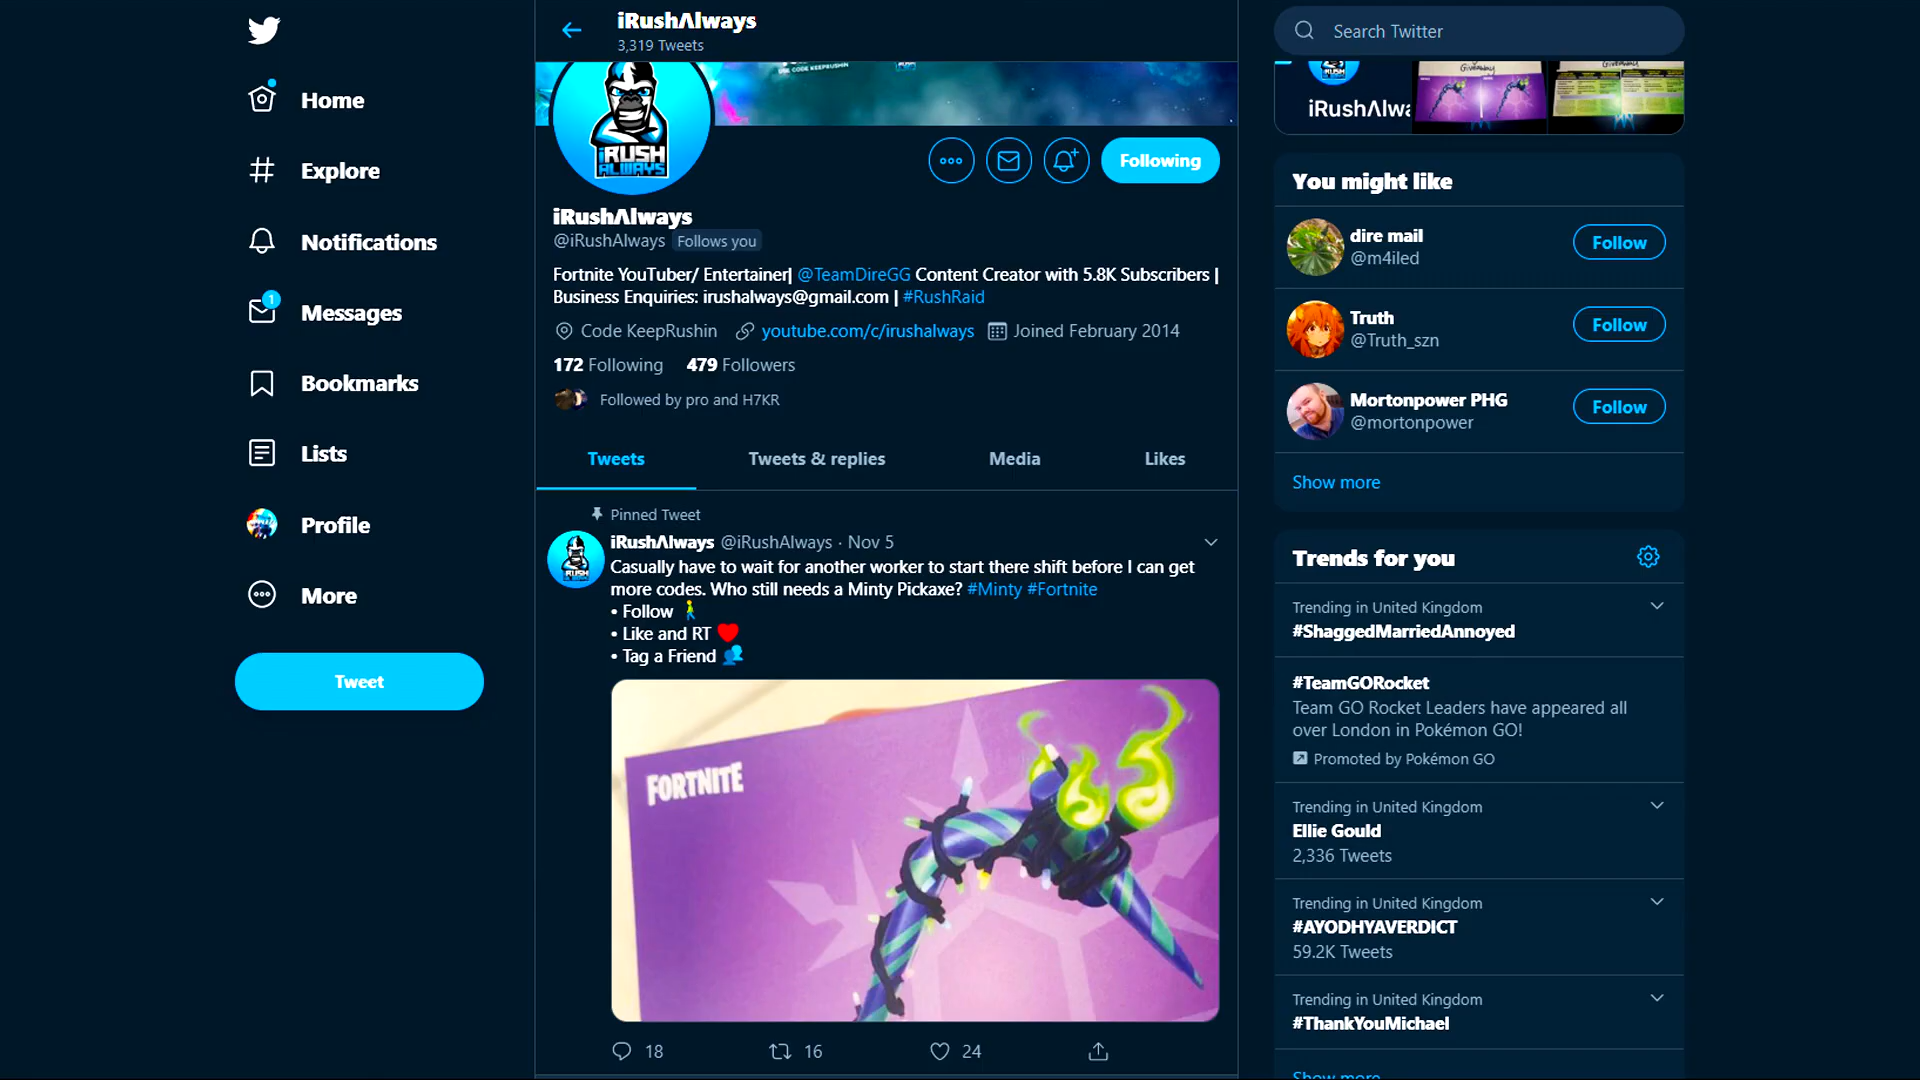 Home
Explore
Notifications
1
Messages
Bookmarks
Lists
Profile
More
Tweet
iRushΛlways
3,319 Tweets
USE CODE KEEPRUSHIN
iRUSH
ALWAYS
Following
iRushΛlways
@iRushAlways Follows you
Fortnite YouTuber/ Entertainer| @TeamDireGG Content Creator with 5.8K Subscribers |
Business Enquiries: irushalways@gmail.com | #RushRaid
Code KeepRushin youtube.com/c/irushalways Joined February 2014
172 Following 479 Followers
Followed by pro and H7KR
Tweets Tweets & replies Media Likes
Pinned Tweet
iRushΛlways @iRushAlways · Nov 5
Casually have to wait for another worker to start there shift before I can get
more codes. Who still needs a Minty Pickaxe? #Minty #Fortnite
• Follow
• Like and RT
• Tag a Friend
FORTNITE
18 16 24
Search Twitter
iRushΛlwa
Giveaway
Giveaway
You might like
dire mail
@m4iled
Follow
Truth
@Truth_szn
Follow
Mortonpower PHG
@mortonpower
Follow
Show more
Trends for you
Trending in United Kingdom
#ShaggedMarriedAnnoyed
#TeamGORocket
Team GO Rocket Leaders have appeared all
over London in Pokémon GO!
Promoted by Pokémon GO
Trending in United Kingdom
Ellie Gould
2,336 Tweets
Trending in United Kingdom
#AYODHYAVERDICT
59.2K Tweets
Trending in United Kingdom
#ThankYouMichael
Show more